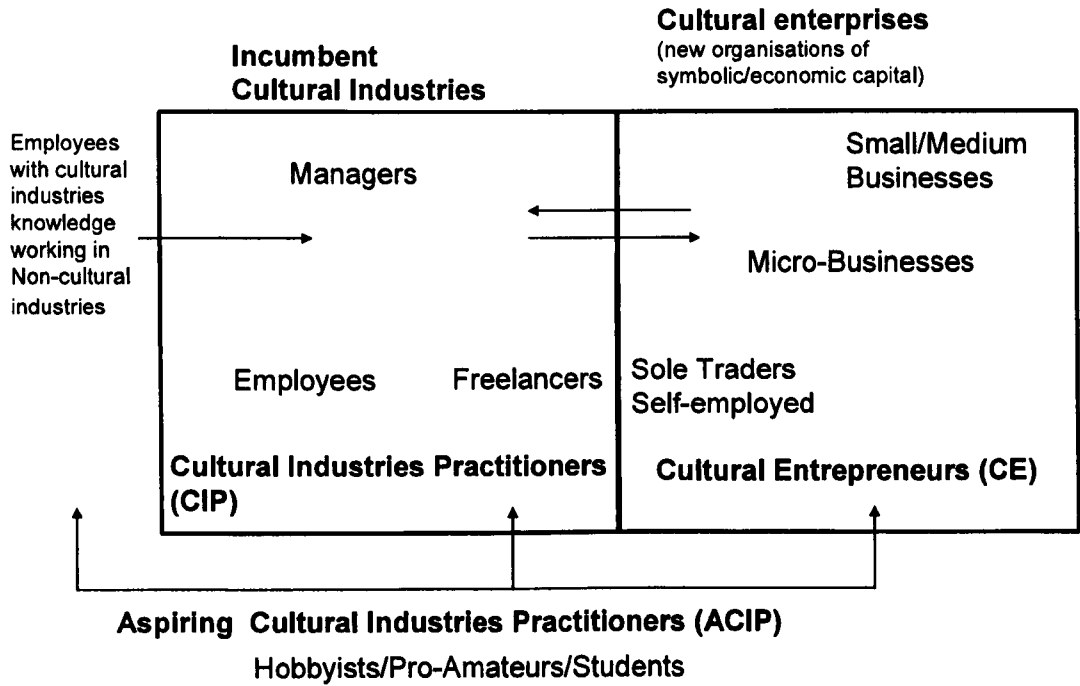 Incumbent
Cultural Industries
Cultural enterprises
(new organisations of
symbolic/economic capital)
Employees
with cultural
industries
knowledge
working in
Non-cultural
industries
Managers
Small/Medium
Businesses
Micro-Businesses
Employees
Freelancers
Sole Traders
Self-employed
Cultural Industries Practitioners
(CIP)
Cultural Entrepreneurs (CE)
Aspiring Cultural Industries Practitioners (ACIP)
Hobbyists/Pro-Amateurs/Students